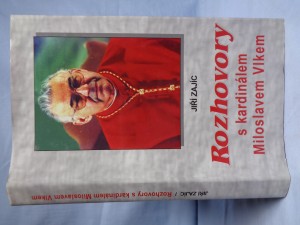 JIŘÍ ZAJÍC
Rozhovory
s kardinálem
Miloslavem Vlkem
JIŘÍ ZAJÍC / Rozhovory s kardinálem Miloslavem Vlkem